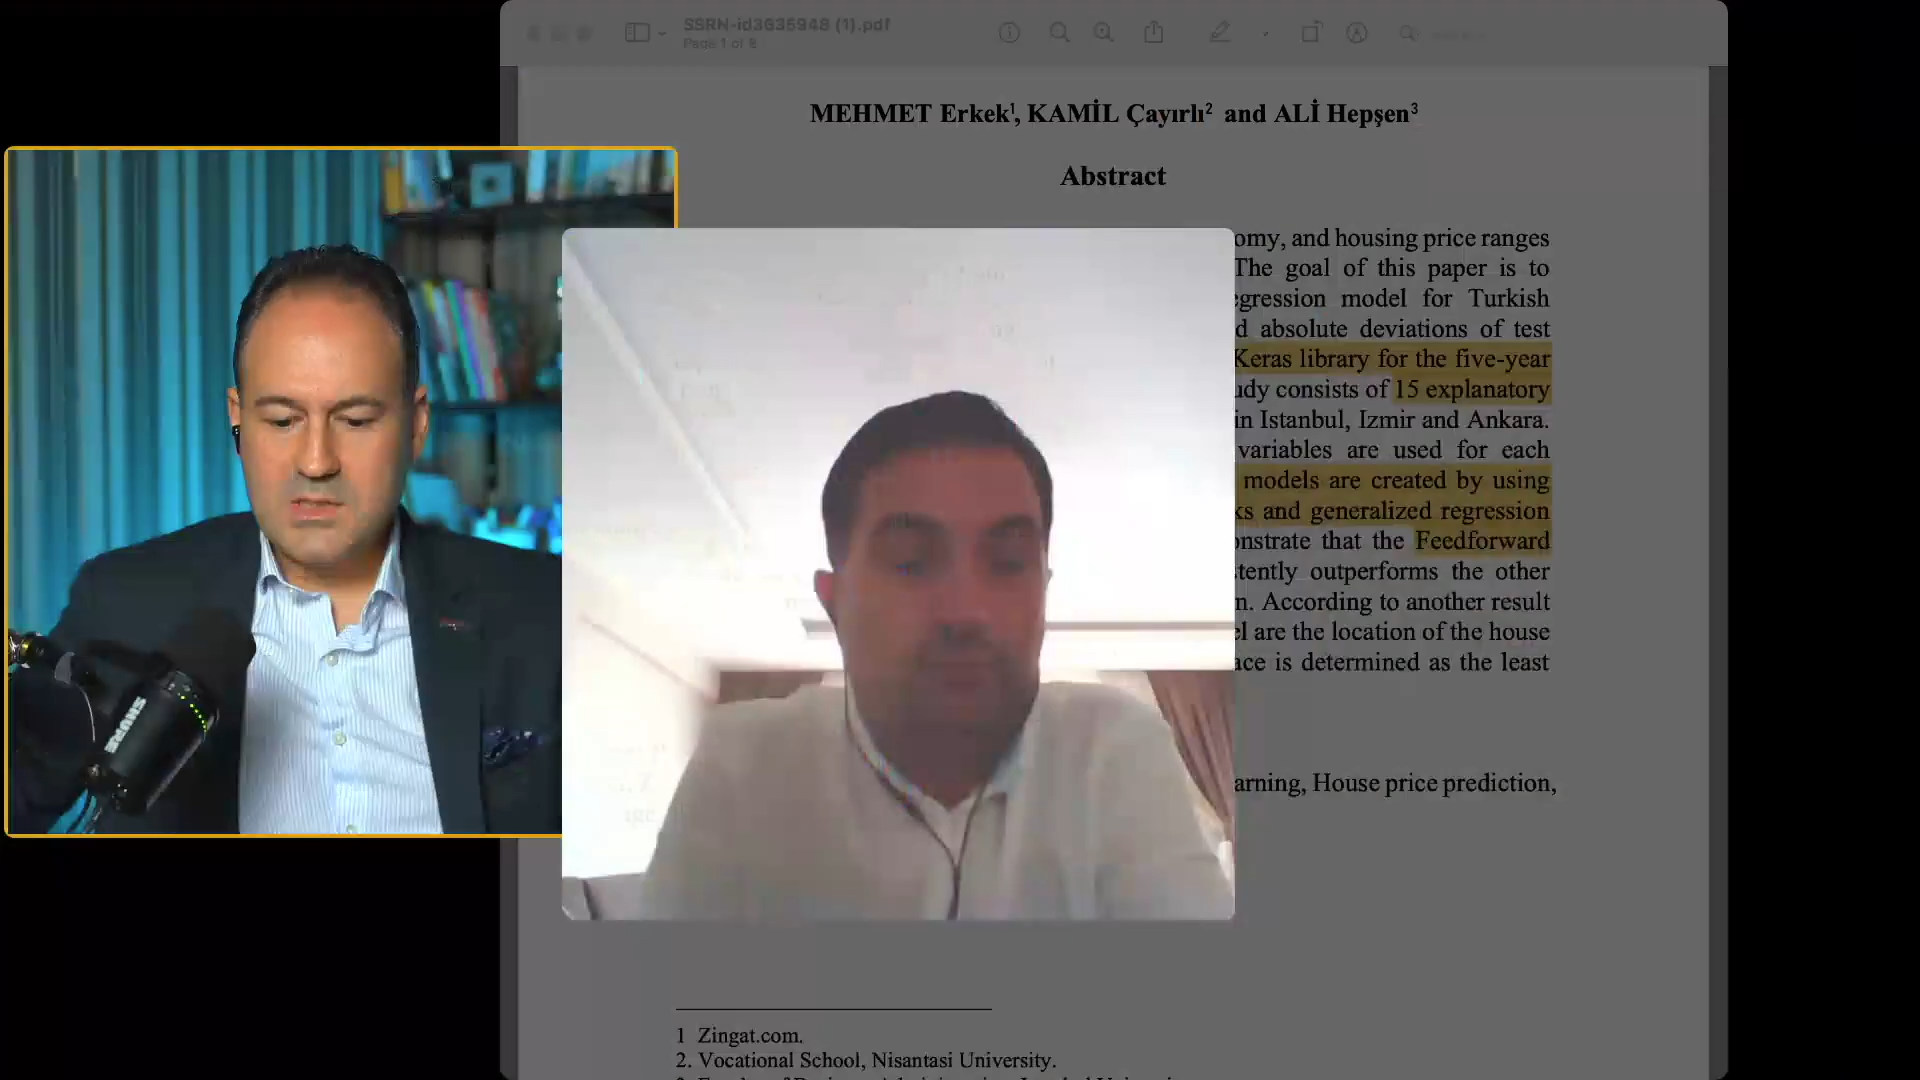 SSRN-id3635948 (1).pdf
Page 1 of 8
MEHMET Erkek¹, KAMİL Çayırlı² and ALİ Hepşen³
Abstract
omy, and housing price ranges
The goal of this paper is to
egression model for Turkish
d absolute deviations of test
Keras library for the five-year
udy consists of 15 explanatory
in Istanbul, Izmir and Ankara.
variables are used for each
models are created by using
ks and generalized regression
onstrate that the Feedforward
stently outperforms the other
n. According to another result
el are the location of the house
ace is determined as the least
arning, House price prediction,
SHURE
1 Zingat.com.
2. Vocational School, Nisantasi University.